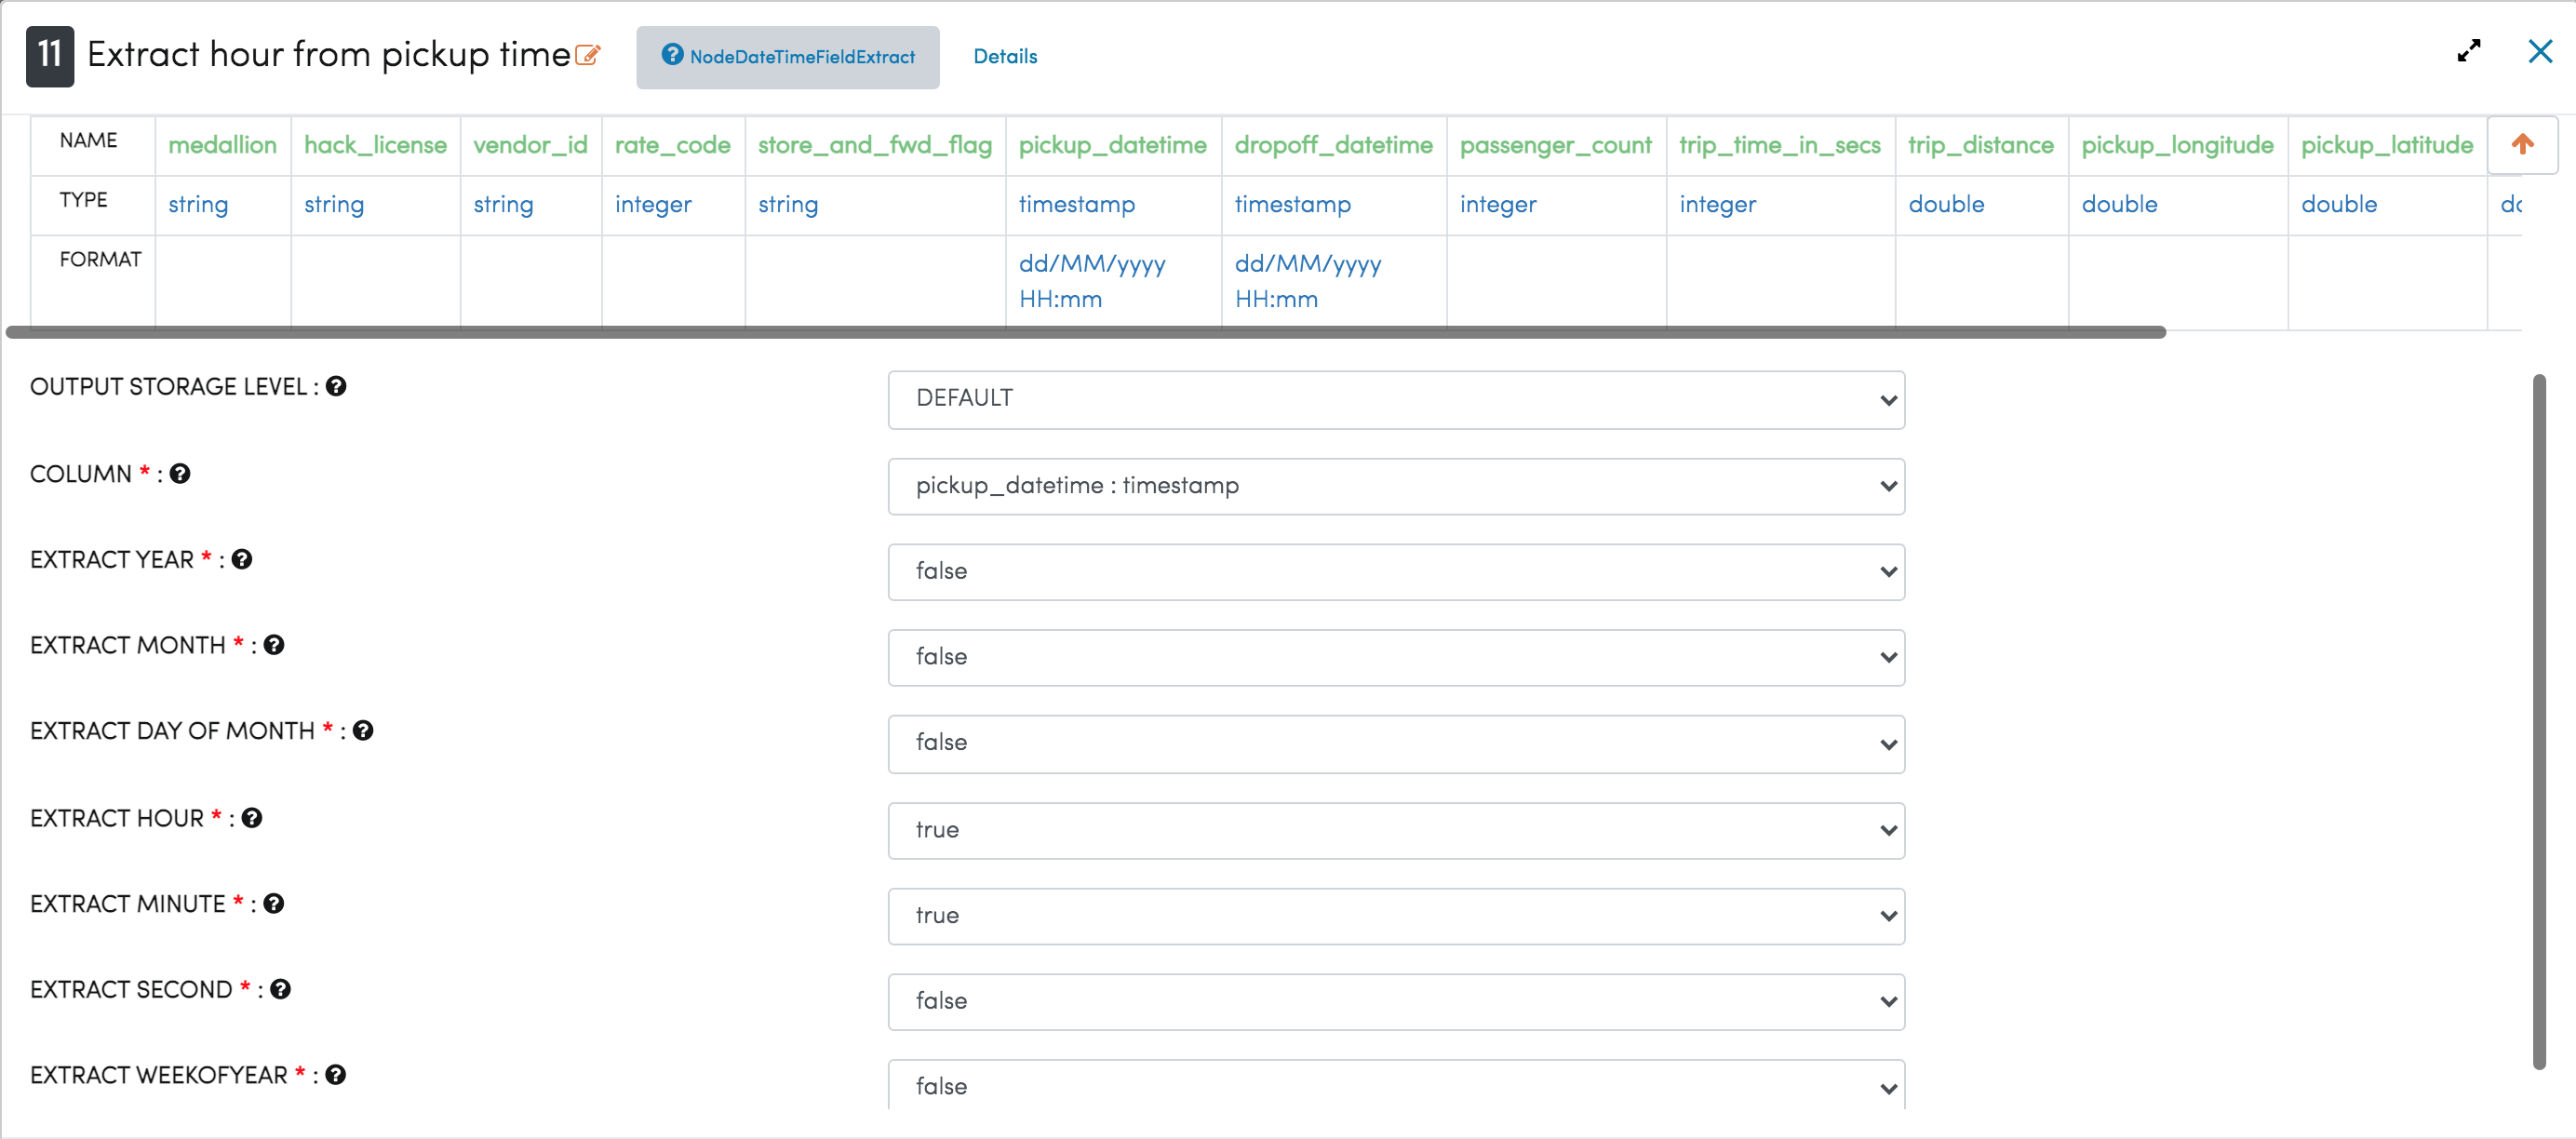 11 Extract hour from pickup time NodeDateTimeFieldExtract Details
NAME medallion hack_license vendor_id rate_code store_and_fwd_flag pickup_datetime dropoff_datetime passenger_count trip_time_in_secs trip_distance pickup_longitude pickup_latitude
TYPE string string string integer string timestamp timestamp integer integer double double double
FORMAT dd/MM/yyyy dd/MM/yyyy
HH:mm HH:mm
OUTPUT STORAGE LEVEL : DEFAULT
COLUMN * : pickup_datetime : timestamp
EXTRACT YEAR * : false
EXTRACT MONTH * : false
EXTRACT DAY OF MONTH * : false
EXTRACT HOUR * : true
EXTRACT MINUTE * : true
EXTRACT SECOND * : false
EXTRACT WEEKOFYEAR * : false